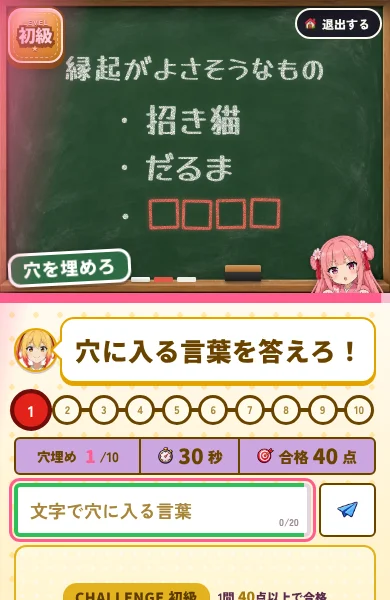 LEVEL
初級
退出する
縁起がよさそうなもの
・招き猫
・だるま
・□□□□
穴を埋めろ
穴に入る言葉を答えろ！
1 2 3 4 5 6 7 8 9 10
穴埋め 1 /10
30 秒
合格 40 点
文字で穴に入る言葉
0/20
CHALLENGE 初級
1問 40点以上で合格